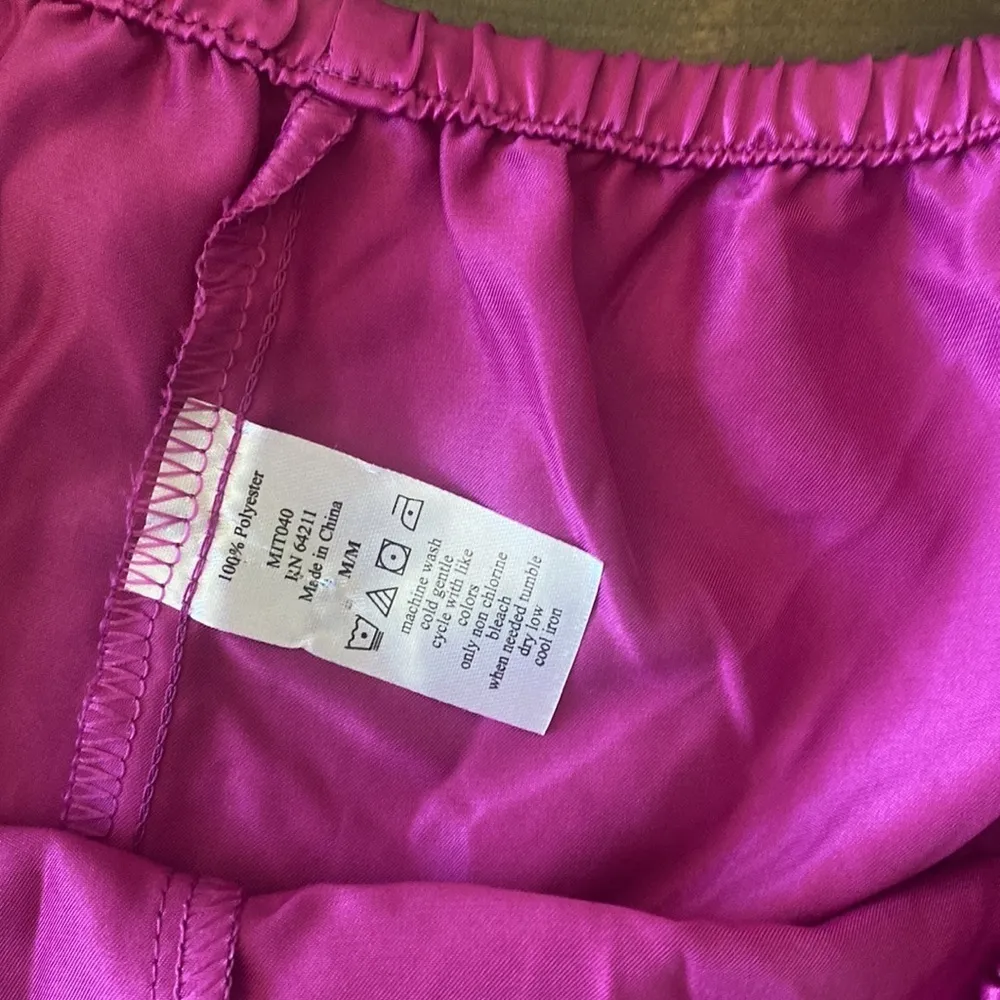 100% Polyester
MIT040
RN 64211
Made in China
M/M
machine wash
cold gentle
cycle with like
colors
only non chlorine
bleach
when needed tumble
dry low
cool iron